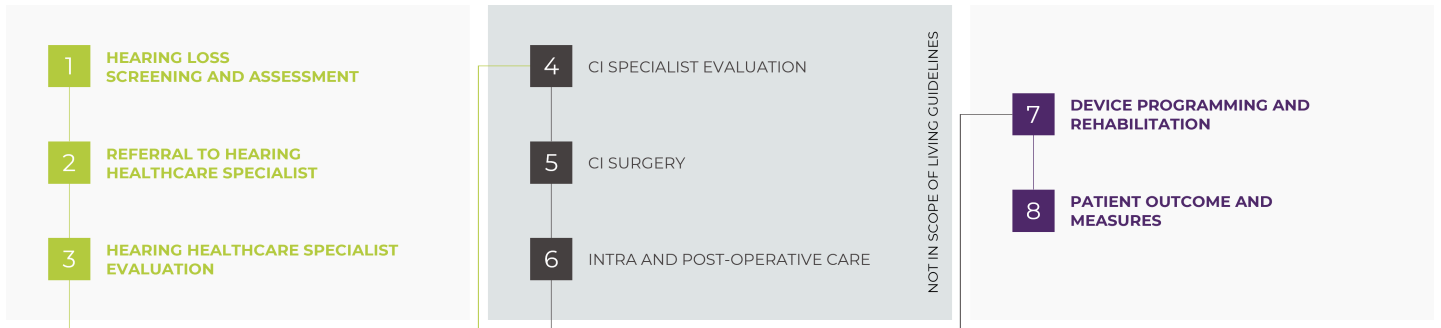 1
HEARING LOSS
SCREENING AND ASSESSMENT
2
REFERRAL TO HEARING
HEALTHCARE SPECIALIST
3
HEARING HEALTHCARE SPECIALIST
EVALUATION
4
CI SPECIALIST EVALUATION
5
CI SURGERY
6
INTRA AND POST-OPERATIVE CARE
NOT IN SCOPE OF LIVING GUIDELINES
7
DEVICE PROGRAMMING AND
REHABILITATION
8
PATIENT OUTCOME AND
MEASURES